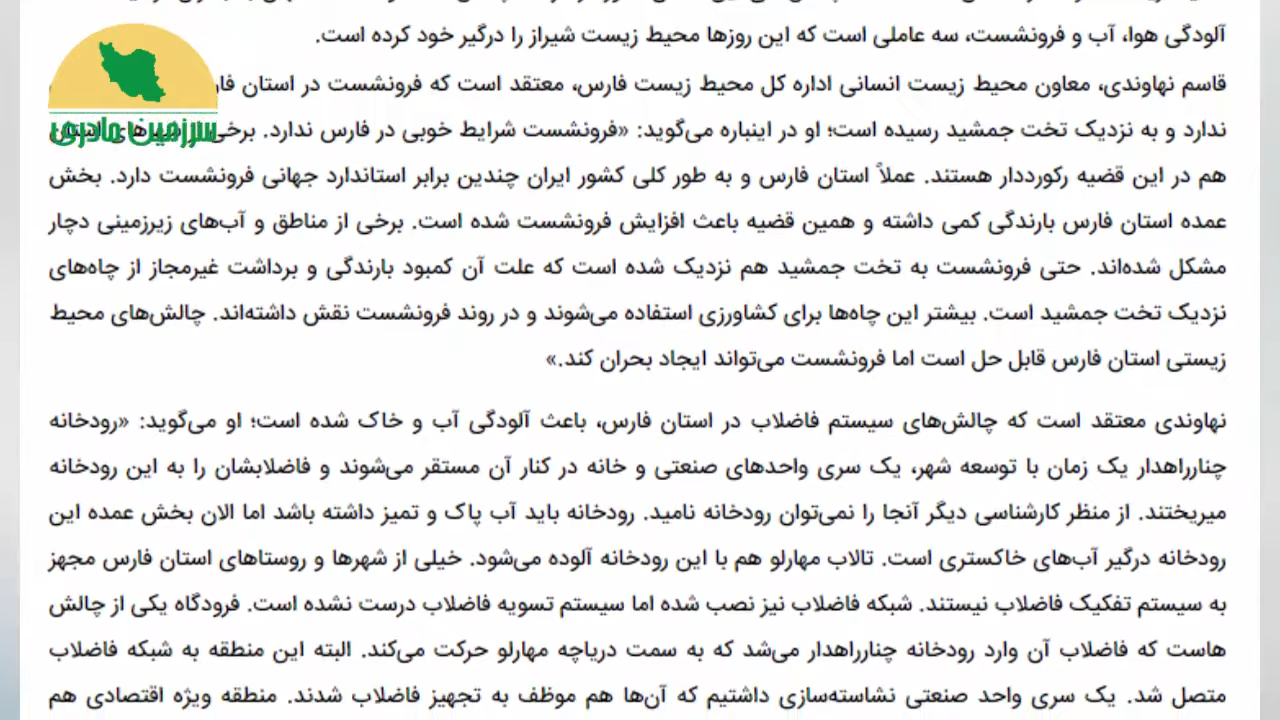 آلودگی هوا، آب و فرونشست، سه عاملی است که این روزها محیط زیست شیراز را درگیر خود کرده است.
قاسم نهاوندی، معاون محیط زیست انسانی اداره کل محیط زیست فارس، معتقد است که فرونشست در استان
ندارد و به نزدیک تخت جمشید رسیده است؛ او در اینباره می‌گوید: «فرونشست شرایط خوبی در فارس ندارد. برخی
سرزمین مادری
هم در این قضیه رکورددار هستند. عملاً استان فارس و به طور کلی کشور ایران چندین برابر استاندارد جهانی فرونشست دارد. بخش
عمده استان فارس بارندگی کمی داشته و همین قضیه باعث افزایش فرونشست شده است. برخی از مناطق و آب‌های زیرزمینی دچار
مشکل شده‌اند. حتی فرونشست به تخت جمشید هم نزدیک شده است که علت آن کمبود بارندگی و برداشت غیرمجاز از چاه‌های
نزدیک تخت جمشید است. بیشتر این چاه‌ها برای کشاورزی استفاده می‌شوند و در روند فرونشست نقش داشته‌اند. چالش‌های محیط
زیستی استان فارس قابل حل است اما فرونشست می‌تواند ایجاد بحران کند.»
نهاوندی معتقد است که چالش‌های سیستم فاضلاب در استان فارس، باعث آلودگی آب و خاک شده است؛ او می‌گوید: «رودخانه
چنارراهدار یک زمان با توسعه شهر، یک سری واحدهای صنعتی و خانه در کنار آن مستقر می‌شوند و فاضلابشان را به این رودخانه
میریختند. از منظر کارشناسی دیگر آنجا را نمی‌توان رودخانه نامید. رودخانه باید آب پاک و تمیز داشته باشد اما الان بخش عمده این
رودخانه درگیر آب‌های خاکستری است. تالاب مهارلو هم با این رودخانه آلوده می‌شود. خیلی از شهرها و روستاهای استان فارس مجهز
به سیستم تفکیک فاضلاب نیستند. شبکه فاضلاب نیز نصب شده اما سیستم تسویه فاضلاب درست نشده است. فرودگاه یکی از چالش
هاست که فاضلاب آن وارد رودخانه چنارراهدار می‌شد که به سمت دریاچه مهارلو حرکت می‌کند. البته این منطقه به شبکه فاضلاب
متصل شد. یک سری واحد صنعتی نشاسته‌سازی داشتیم که آن‌ها هم موظف به تجهیز فاضلاب شدند. منطقه ویژه اقتصادی هم